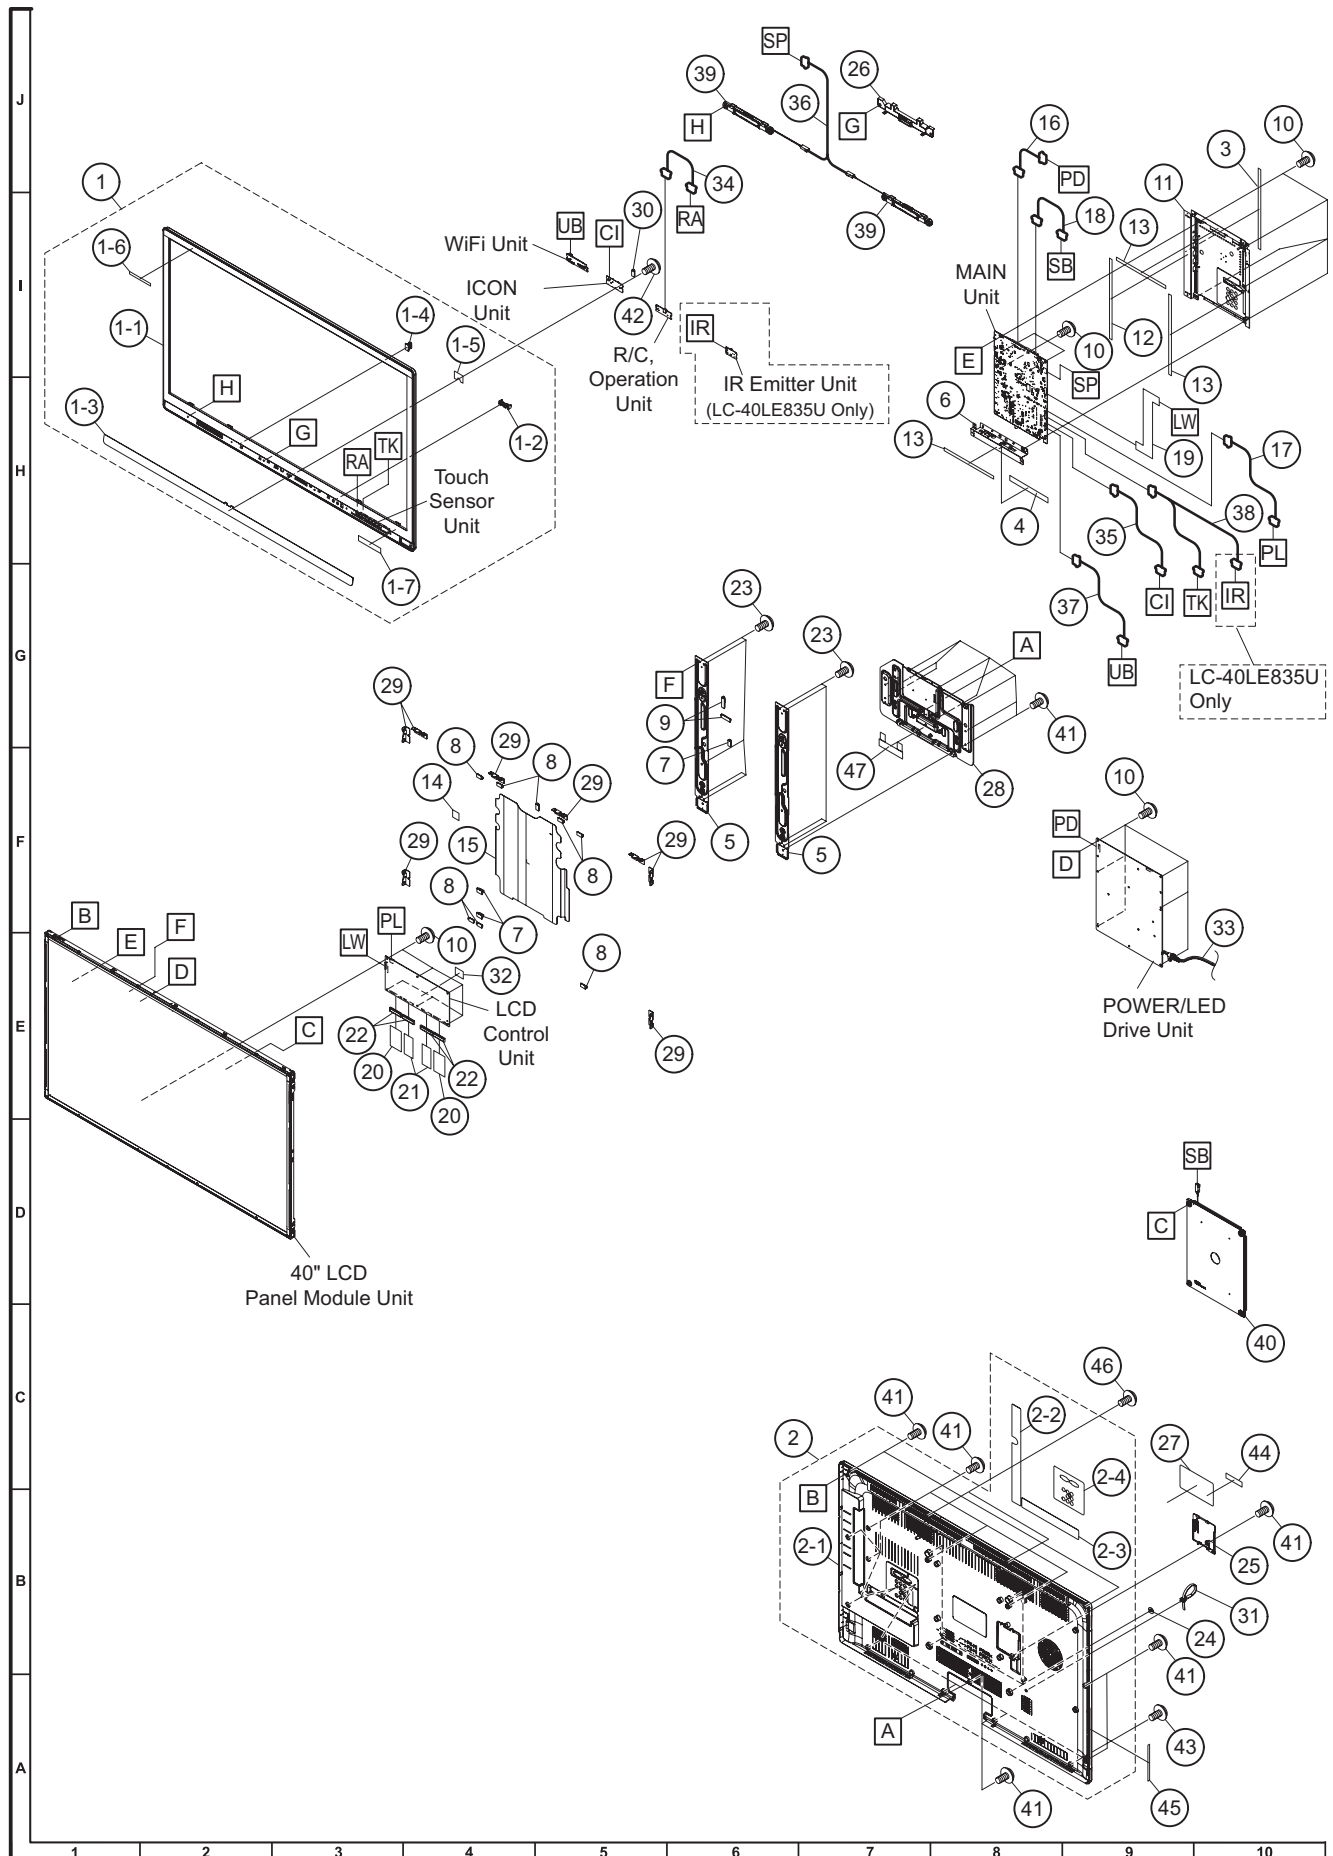 J
I
H
G
F
E
D
C
B
A
1
2
3
4
5
6
7
8
9
10
SP
39
26
H
36
G
34
RA
39
16
PD
10
3
11
18
SB
13
1
1-6
1-1
1-3
H
G
RA
TK
Touch
Sensor
Unit
1-7
1-4
1-5
1-2
WiFi Unit
UB
CI
30
ICON
Unit
42
R/C,
Operation
Unit
IR
IR Emitter Unit
(LC-40LE835U Only)
MAIN
Unit
E
10
SP
12
13
6
13
4
LW
19
17
38
35
PL
37
CI
TK
IR
UB
LC-40LE835U
Only
23
F
9
7
5
23
A
41
47
28
5
29
8
29
8
29
14
15
29
8
29
8
7
8
29
10
PD
D
33
POWER/LED
Drive Unit
B
E
F
D
C
PL
LW
10
32
LCD
Control
Unit
22
20
21
22
20
40" LCD
Panel Module Unit
SB
C
40
46
41
41
2
2-2
2-4
2-3
B
2-1
27
44
41
25
31
24
41
43
A
41
45